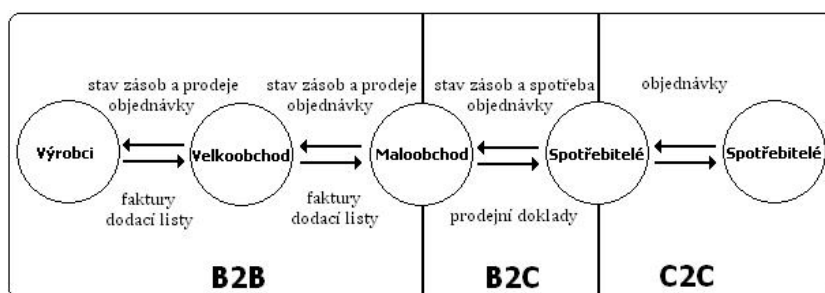 stav zásob a prodeje
objednávky
stav zásob a prodeje
objednávky
stav zásob a spotřeba
objednávky
objednávky
Výrobci
Velkoobchod
Maloobchod
Spotřebitelé
Spotřebitelé
faktury
dodací listy
faktury
dodací listy
prodejní doklady
B2B
B2C
C2C